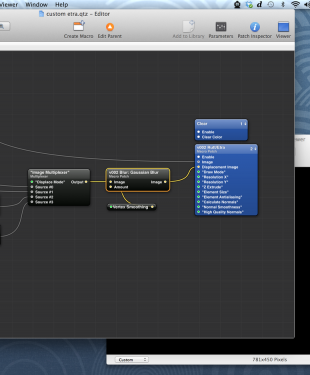 Viewer Window Help
custom etra.qtz – Editor
Create Macro
Edit Parent
Add to Library
Parameters
Patch Inspector
Viewer
Clear 1
Enable
Clear Color
v002 Rutt/Etra 2
Macro Patch
Enable
Image
Displacement Image
"Draw Mode"
"Resolution X"
"Resolution Y"
"Z Extrude"
"Element Size"
"Element Antialiasing"
"Calculate Normals"
"Normal Smoothness"
"High Quality Normals"
"Image Multiplexer"
Multiplexer
"Displace Mode" Output
Source #0
Source #1
Source #2
Source #3
v002 Blur: Gaussian Blur
Macro Patch
Image Image
Amount
Vertex Smoothing
Custom
781x450 Pixels